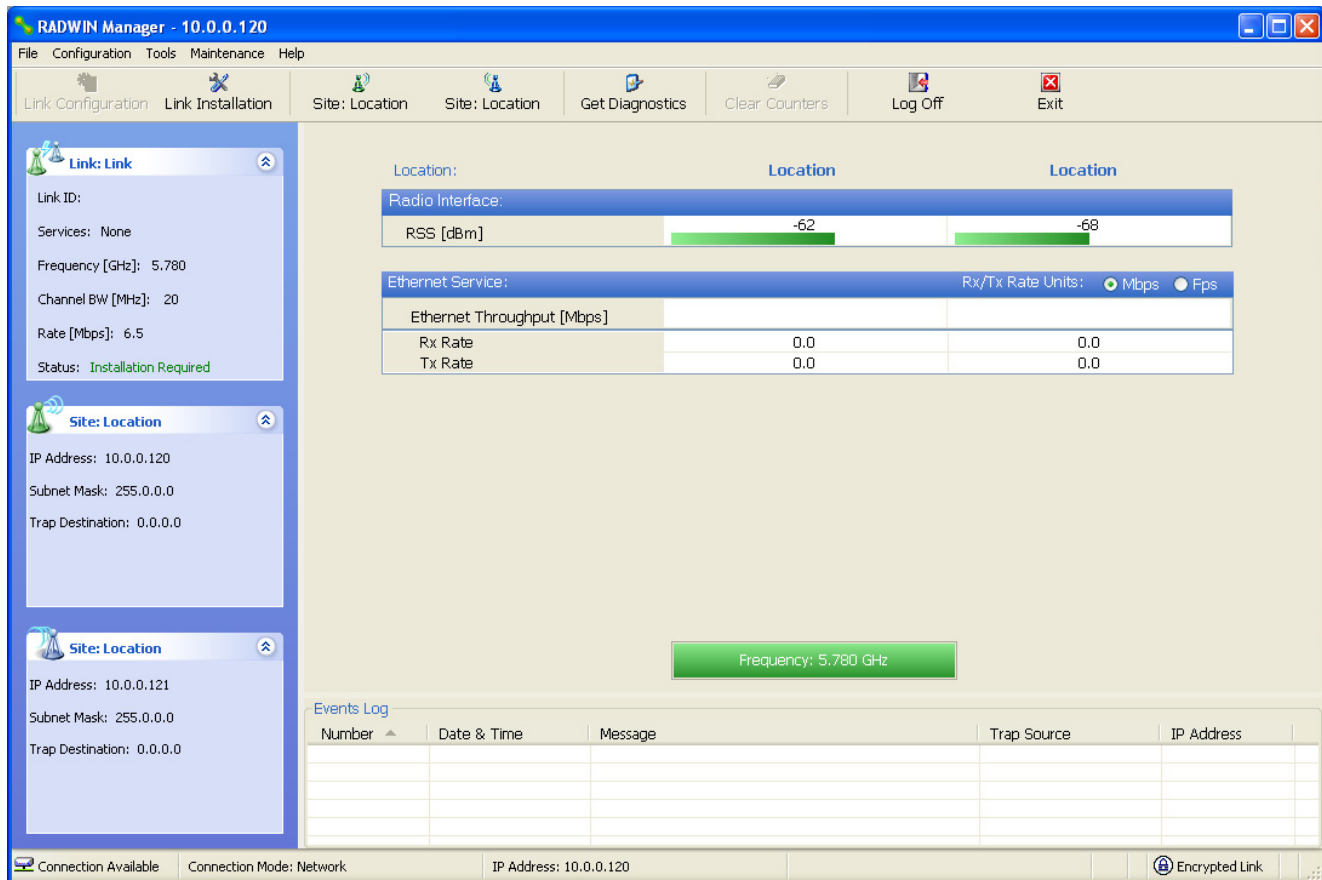 RADWIN Manager - 10.0.0.120
File Configuration Tools Maintenance Help
Link Configuration Link Installation Site: Location Site: Location Get Diagnostics Clear Counters Log Off Exit
Link: Link
Link ID:
Services: None
Frequency [GHz]: 5.780
Channel BW [MHz]: 20
Rate [Mbps]: 6.5
Status: Installation Required
Site: Location
IP Address: 10.0.0.120
Subnet Mask: 255.0.0.0
Trap Destination: 0.0.0.0
Site: Location
IP Address: 10.0.0.121
Subnet Mask: 255.0.0.0
Trap Destination: 0.0.0.0
Location: Location Location
Radio Interface:
RSS [dBm] -62 -68
Ethernet Service: Rx/Tx Rate Units: Mbps Fps
Ethernet Throughput [Mbps]
Rx Rate 0.0 0.0
Tx Rate 0.0 0.0
Frequency: 5.780 GHz
Events Log
Number Date & Time Message Trap Source IP Address
Connection Available Connection Mode: Network IP Address: 10.0.0.120 Encrypted Link